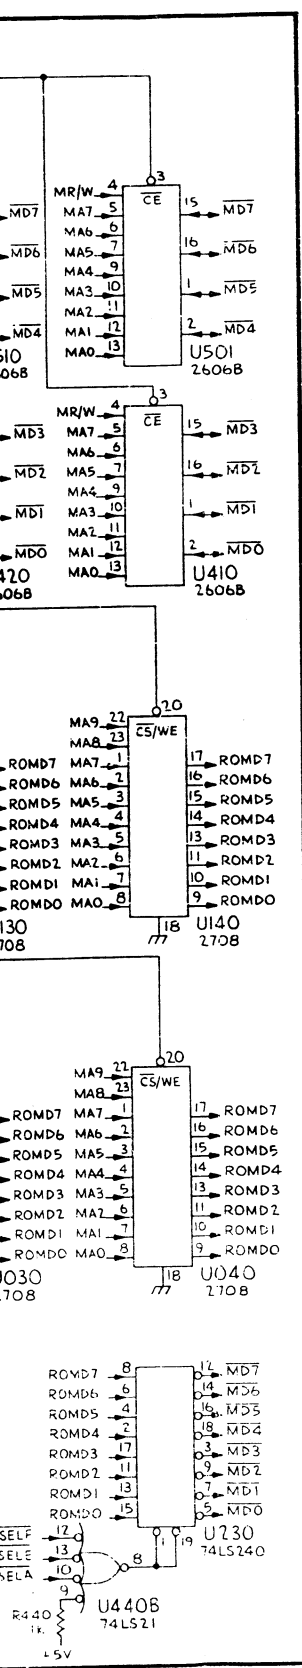 3
MR/W 4 CE 15 MD7
MD7 MA7 5
MA6 6 16 MD6
MD6 MA5 7
MA4 9 1 MD5
MD5 MA3 10
MA2 11 2 MD4
MD4 MA1 12
MA0 13 U501
2606B
3
MR/W 4 CE 15 MD3
MD3 MA7 5
MA6 6 16 MD2
MD2 MA5 7
MA4 9 1 MD1
MD1 MA3 10
MA2 11 2 MD0
MD0 MA1 12
MA0 13 U410
2606B
20
MA9 22 CS/WE
MA8 23
ROMD7 MA7 1 17 ROMD7
ROMD6 MA6 2 16 ROMD6
ROMD5 MA5 3 15 ROMD5
ROMD4 MA4 4 14 ROMD4
ROMD3 MA3 5 13 ROMD3
ROMD2 MA2 6 11 ROMD2
ROMD1 MA1 7 10 ROMD1
ROMD0 MA0 8 9 ROMD0
18 U140
2708
20
MA9 22 CS/WE
MA8 23
ROMD7 MA7 1 17 ROMD7
ROMD6 MA6 2 16 ROMD6
ROMD5 MA5 3 15 ROMD5
ROMD4 MA4 4 14 ROMD4
ROMD3 MA3 5 13 ROMD3
ROMD2 MA2 6 11 ROMD2
ROMD1 MA1 7 10 ROMD1
ROMD0 MA0 8 9 ROMD0
U030 18 U040
2708 2708
ROMD7 8 12 MD7
ROMD6 6 14 MD6
ROMD5 4 16 MD5
ROMD4 2 18 MD4
ROMD3 17 3 MD3
ROMD2 11 9 MD2
ROMD1 13 7 MD1
ROMD0 15 5 MD0
SELF 12 1 19 U230
SELE 13 8 74LS240
SELA 10
9 U440B
R440 74LS21
1K
+5V